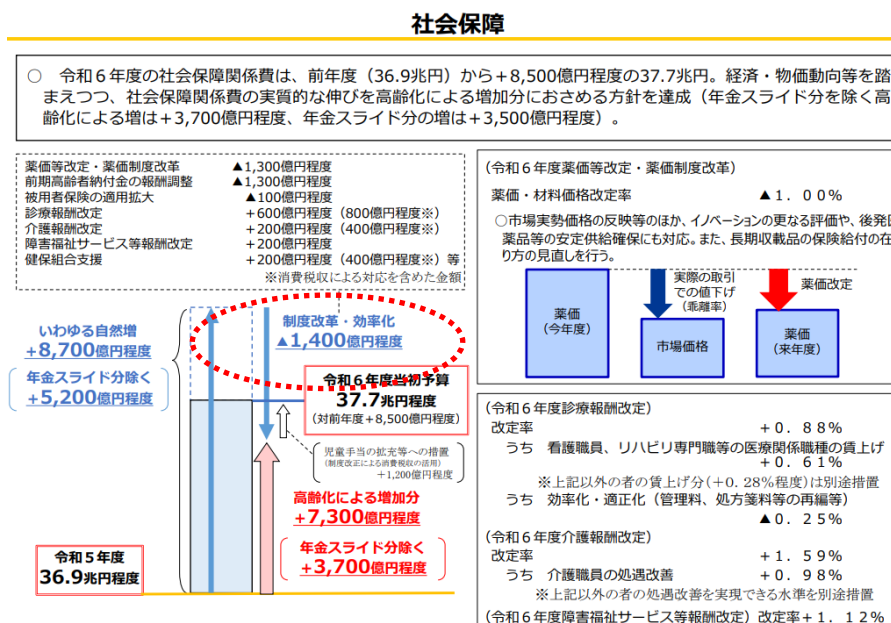 社会保障
○　令和６年度の社会保障関係費は、前年度（36.9兆円）から＋8,500億円程度の37.7兆円。経済・物価動向等を踏
まえつつ、社会保障関係費の実質的な伸びを高齢化による増加分におさめる方針を達成（年金スライド分を除く高
齢化による増は＋3,700億円程度、年金スライド分の増は＋3,500億円程度）。
薬価等改定・薬価制度改革　▲1,300億円程度
前期高齢者納付金の報酬調整　▲1,300億円程度
被用者保険の適用拡大　▲100億円程度
診療報酬改定　＋600億円程度（800億円程度※）
介護報酬改定　＋200億円程度（400億円程度※）
障害福祉サービス等報酬改定　＋200億円程度
健保組合支援　＋200億円程度（400億円程度※）等
※消費税収による対応を含めた金額
いわゆる自然増
＋8,700億円程度
年金スライド分除く
＋5,200億円程度
制度改革・効率化
▲1,400億円程度
令和６年度当初予算
37.7兆円程度
（対前年度＋8,500億円程度）
児童手当の拡充等への措置
（制度改正による消費税収の活用）
＋1,200億円程度
高齢化による増加分
＋7,300億円程度
年金スライド分除く
＋3,700億円程度
令和５年度
36.9兆円程度
（令和６年度薬価等改定・薬価制度改革）
薬価・材料価格改定率　▲１．００％
○市場実勢価格の反映等のほか、イノベーションの更なる評価や、後発医
薬品等の安定供給確保にも対応。また、長期収載品の保険給付の在
り方の見直しを行う。
薬価
（今年度）
実際の取引
での値下げ
（乖離率）
市場価格
薬価改定
薬価
（来年度）
（令和６年度診療報酬改定）
改定率　＋０．８８％
うち　看護職員、リハビリ専門職等の医療関係職種の賃上げ
＋０．６１％
※上記以外の者の賃上げ分（＋０．２８％程度）は別途措置
うち　効率化・適正化（管理料、処方箋料等の再編等）
▲０．２５％
（令和６年度介護報酬改定）
改定率　＋１．５９％
うち　介護職員の処遇改善　＋０．９８％
※上記以外の者の処遇改善を実現できる水準を別途措置
（令和６年度障害福祉サービス等報酬改定）改定率＋１．１２％